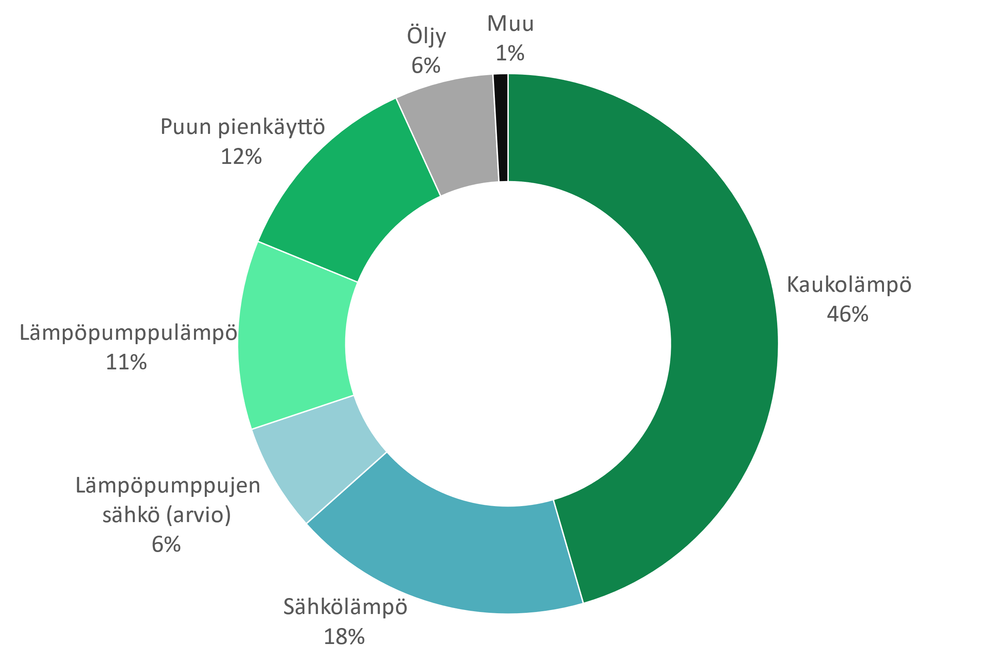 Muu
1%
Öljy
6%
Puun pienkäyttö
12%
Kaukolämpö
46%
Lämpöpumppulämpö
11%
Lämpöpumppujen
sähkö (arvio)
6%
Sähkölämpö
18%